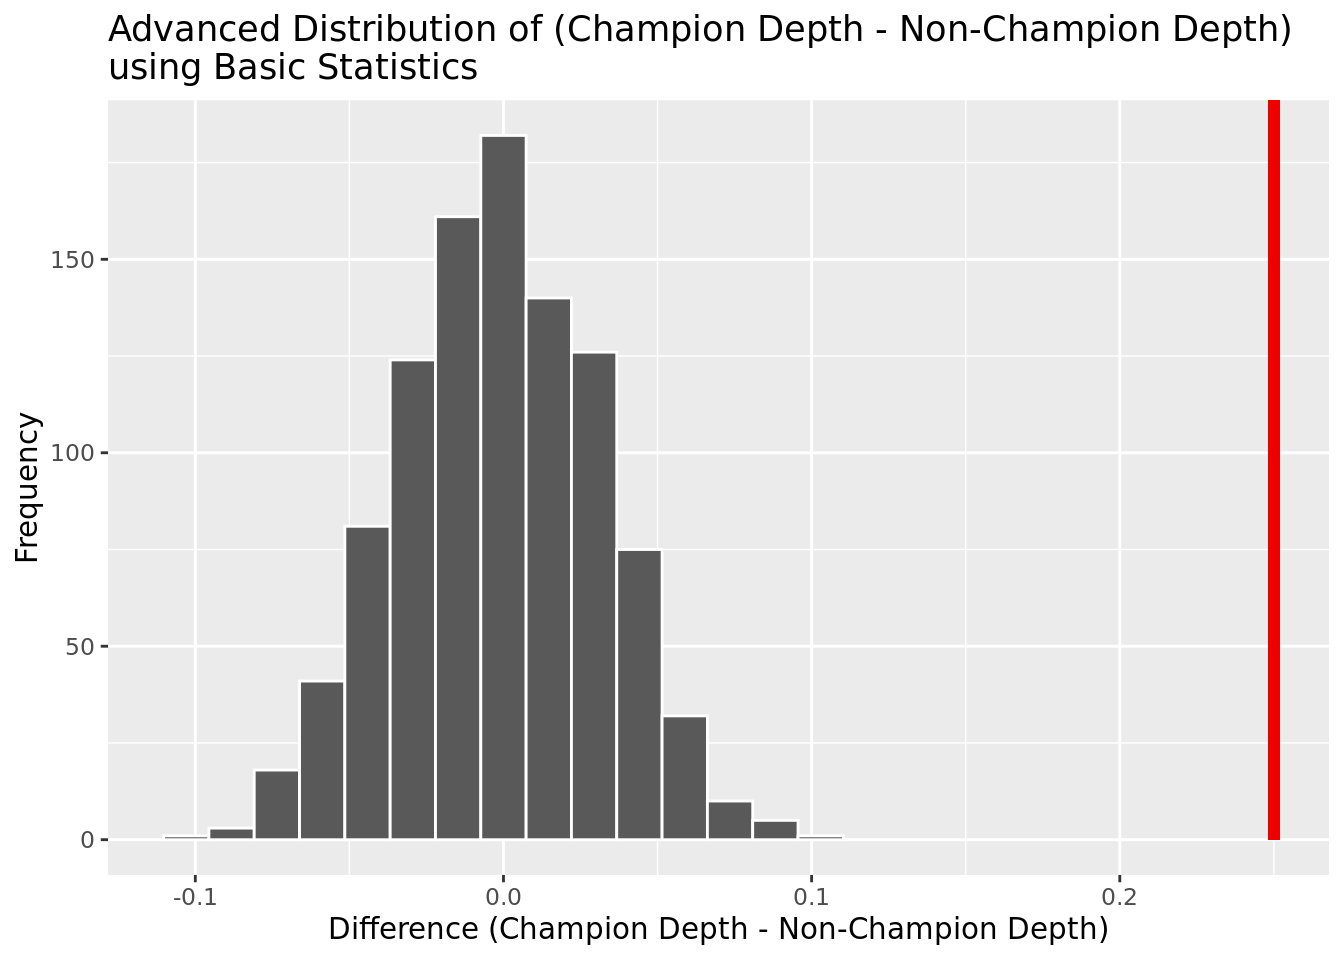 Advanced Distribution of (Champion Depth - Non-Champion Depth)
using Basic Statistics
Frequency
150
100
50
0
-0.1
0.0
0.1
0.2
Difference (Champion Depth - Non-Champion Depth)